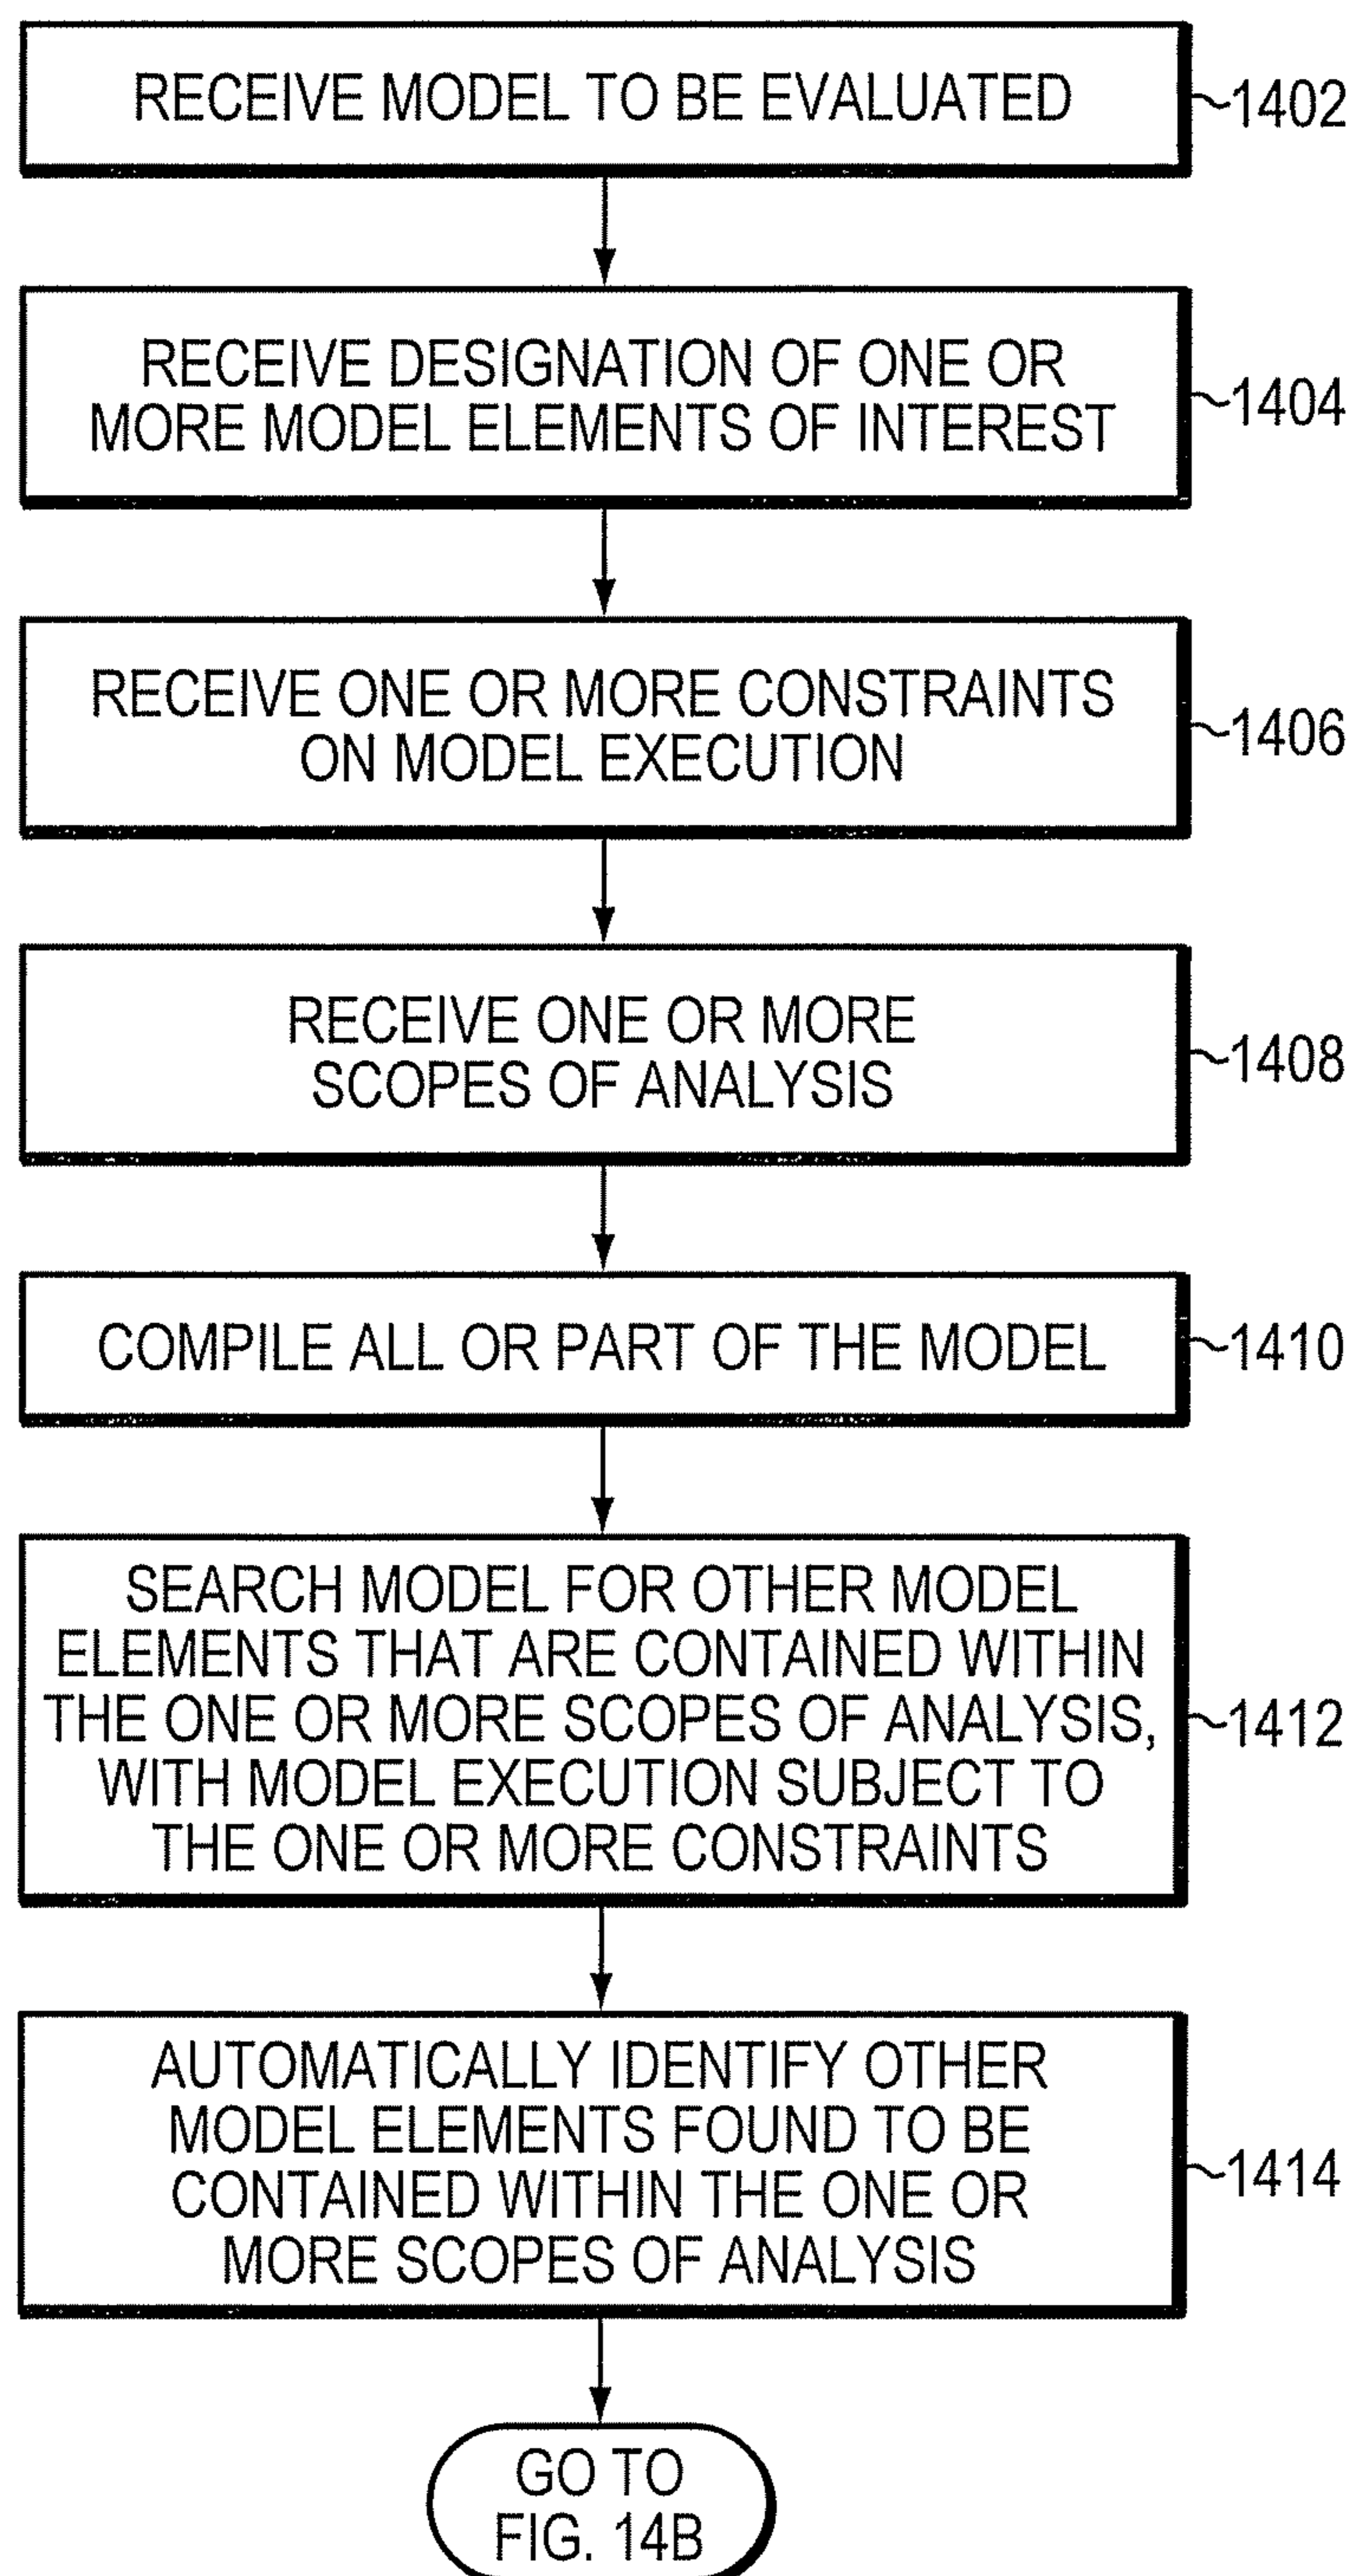 RECEIVE MODEL TO BE EVALUATED
1402
RECEIVE DESIGNATION OF ONE OR
MORE MODEL ELEMENTS OF INTEREST
1404
RECEIVE ONE OR MORE CONSTRAINTS
ON MODEL EXECUTION
1406
RECEIVE ONE OR MORE
SCOPES OF ANALYSIS
1408
COMPILE ALL OR PART OF THE MODEL
1410
SEARCH MODEL FOR OTHER MODEL
ELEMENTS THAT ARE CONTAINED WITHIN
THE ONE OR MORE SCOPES OF ANALYSIS,
WITH MODEL EXECUTION SUBJECT TO
THE ONE OR MORE CONSTRAINTS
1412
AUTOMATICALLY IDENTIFY OTHER
MODEL ELEMENTS FOUND TO BE
CONTAINED WITHIN THE ONE OR
MORE SCOPES OF ANALYSIS
1414
GO TO
FIG. 14B